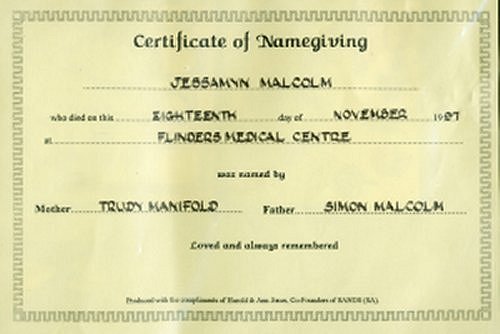 Certificate of Namegiving
JESSAMYN MALCOLM
who died on this EIGHTEENTH day of NOVEMBER 1987
at FLINDERS MEDICAL CENTRE
was named by
Mother TRUDY MANIFOLD Father SIMON MALCOLM
Loved and always remembered
Produced with the compliments of Harold & Ann Jones, Co-Founders of SANDS (SA).